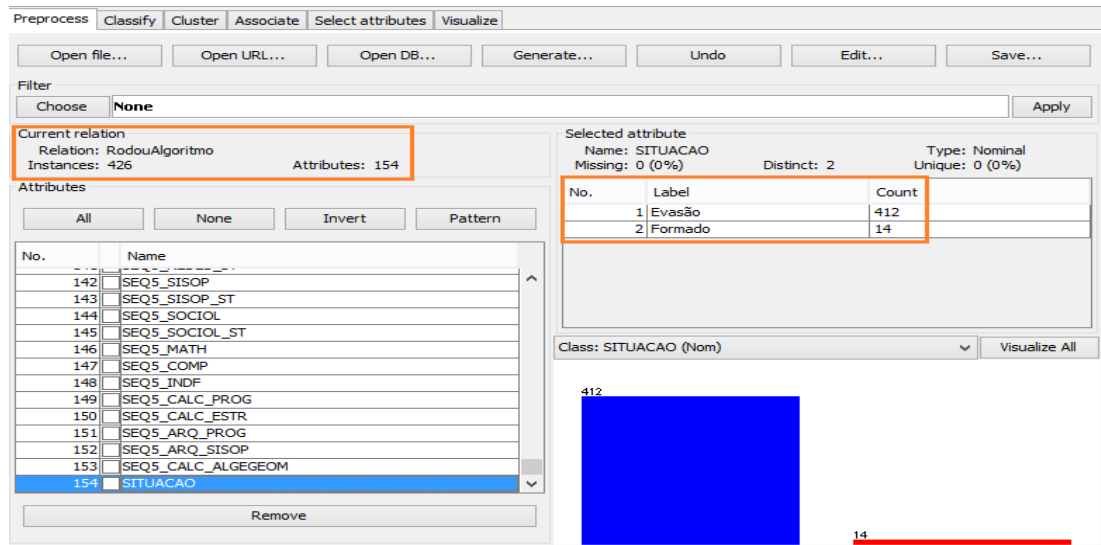 Preprocess Classify Cluster Associate Select attributes Visualize
Open file... Open URL... Open DB... Generate... Undo Edit... Save...
Filter
Choose None Apply
Current relation
Relation: RodouAlgoritmo
Instances: 426 Attributes: 154
Attributes
All None Invert Pattern
No. Name
142 SEQ5_SISOP
143 SEQ5_SISOP_ST
144 SEQ5_SOCIOL
145 SEQ5_SOCIOL_ST
146 SEQ5_MATH
147 SEQ5_COMP
148 SEQ5_INDF
149 SEQ5_CALC_PROG
150 SEQ5_CALC_ESTR
151 SEQ5_ARQ_PROG
152 SEQ5_ARQ_SISOP
153 SEQ5_CALC_ALGEGEOM
154 SITUACAO
Remove
Selected attribute
Name: SITUACAO Type: Nominal
Missing: 0 (0%) Distinct: 2 Unique: 0 (0%)
No. Label Count
1 Evasão 412
2 Formado 14
Class: SITUACAO (Nom) Visualize All
412
14